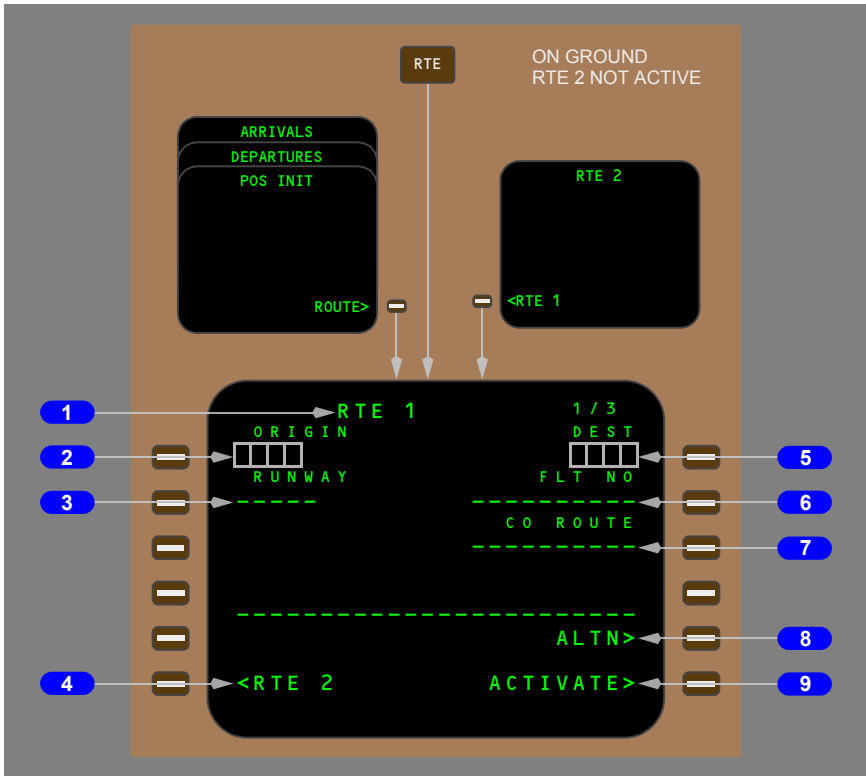 RTE
ON GROUND
RTE 2 NOT ACTIVE
ARRIVALS
DEPARTURES
POS INIT
ROUTE>
RTE 2
<RTE 1
1
RTE 1 1/3
ORIGIN DEST
2
5
RUNWAY FLT NO
3 ----- ---------- 6
CO ROUTE
---------- 7
----------------------
ALTN> 8
4 <RTE 2 ACTIVATE> 9